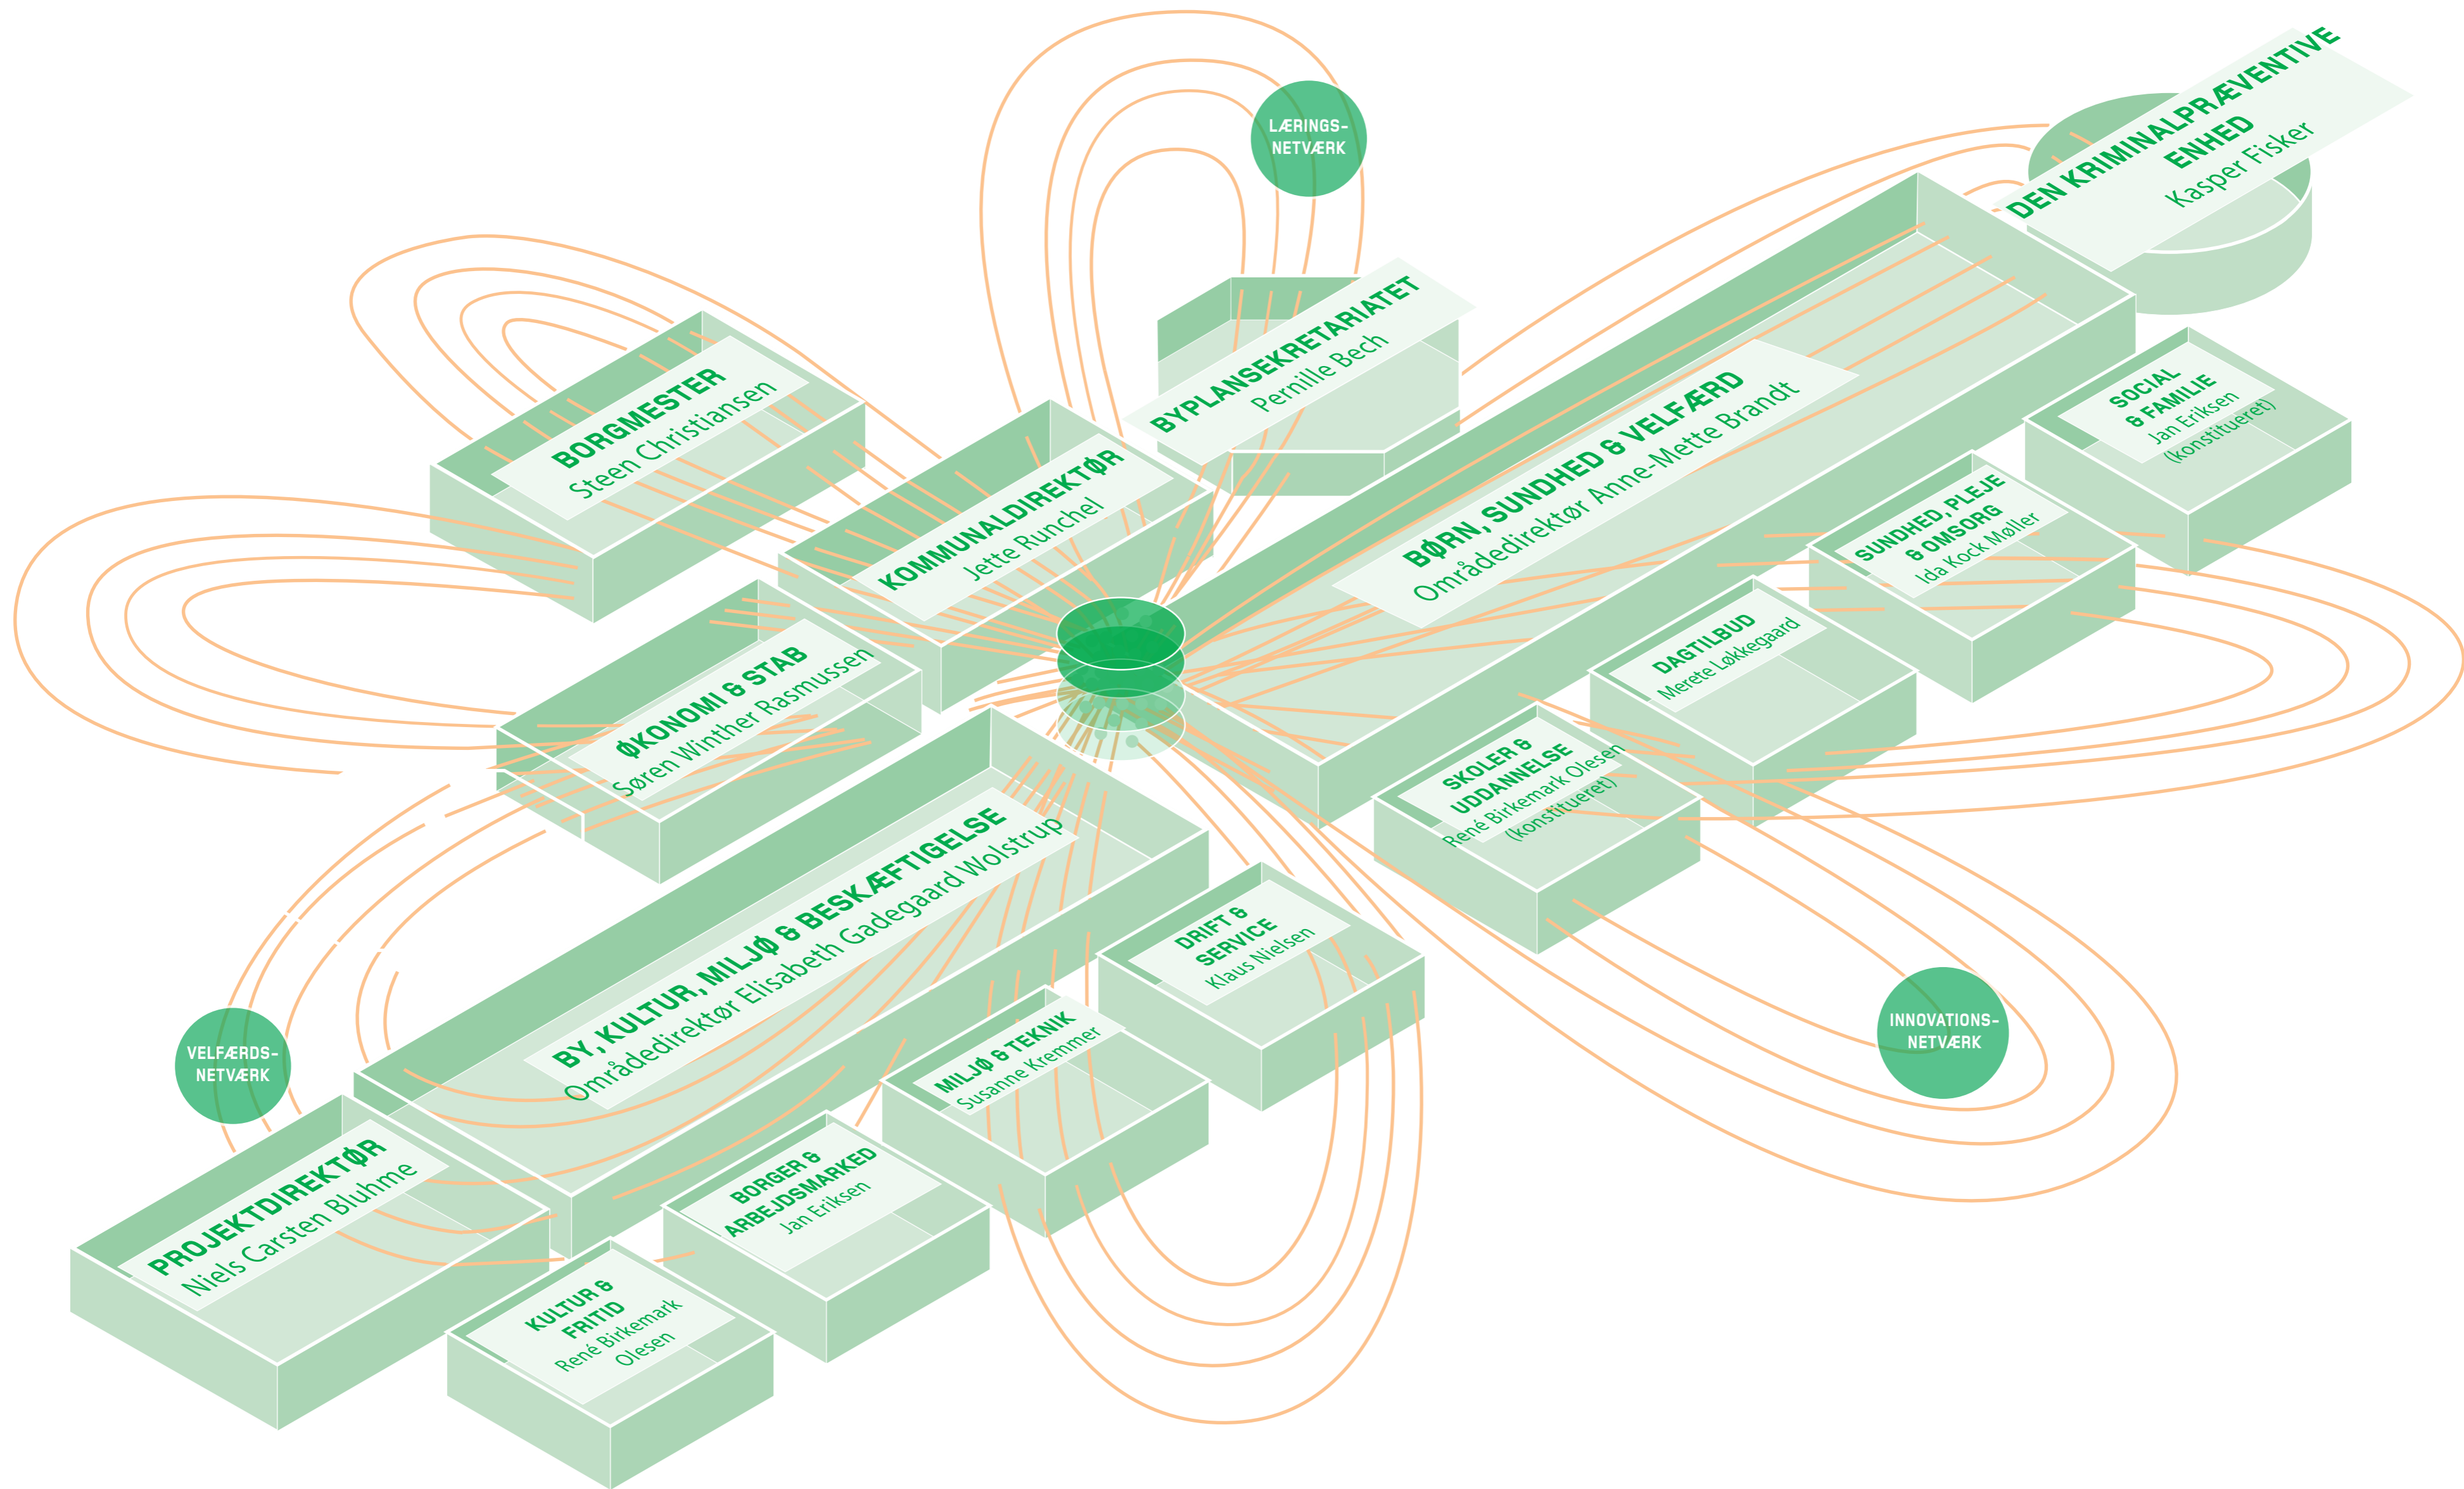 LÆRINGS-
NETVÆRK
DEN KRIMINALPRÆVENTIVE
ENHED
Kasper Fisker
BYPLANSEKRETARIATET
Pernille Bech
BORGMESTER
Steen Christiansen
KOMMUNALDIREKTØR
Jette Runchel
BØRN, SUNDHED & VELFÆRD
Områdedirektør Anne-Mette Brandt
SOCIAL
& FAMILIE
Jan Eriksen
(konstitueret)
SUNDHED, PLEJE
& OMSORG
Ida Kock Møller
DAGTILBUD
Merete Løkkegaard
SKOLER &
UDDANNELSE
René Birkemark Olesen
(konstitueret)
ØKONOMI & STAB
Søren Winther Rasmussen
BY, KULTUR, MILJØ & BESKÆFTIGELSE
Områdedirektør Elisabeth Gadegaard Wolstrup
DRIFT &
SERVICE
Klaus Nielsen
MILJØ & TEKNIK
Susanne Kremmer
BORGER &
ARBEJDSMARKED
Jan Eriksen
KULTUR &
FRITID
René Birkemark
Olesen
PROJEKTDIREKTØR
Niels Carsten Bluhme
VELFÆRDS-
NETVÆRK
INNOVATIONS-
NETVÆRK